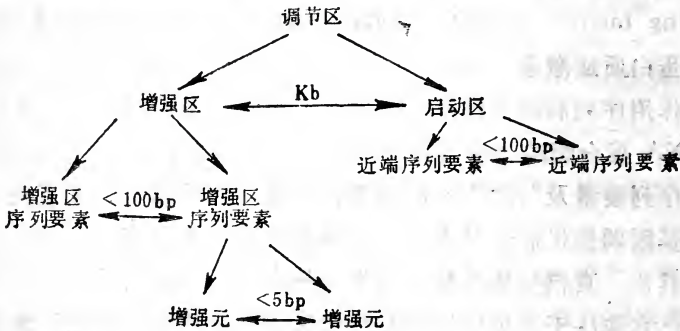 调节区
增强区
Kb
启动区
<100bp
近端序列要素
近端序列要素
增强区
序列要素
<100bp
增强区
序列要素
<5bp
增强元
增强元